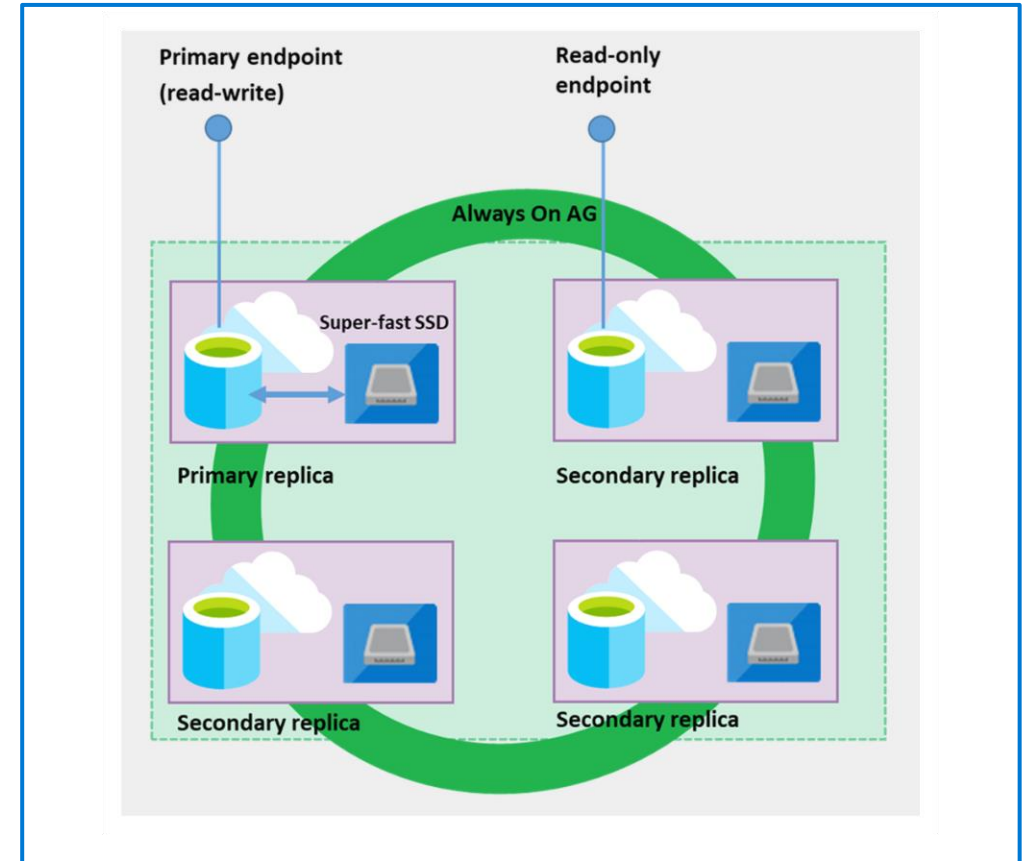 Primary endpoint
(read-write)
Read-only
endpoint
Always On AG
Super-fast SSD
Primary replica
Secondary replica
Secondary replica
Secondary replica